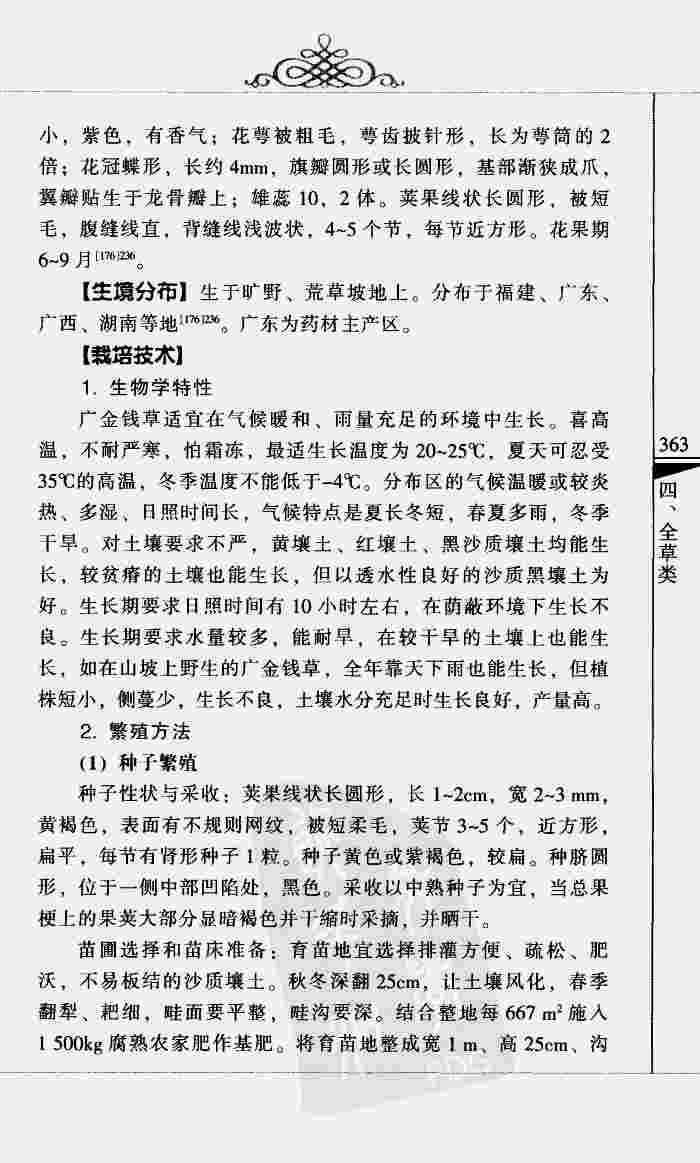 小，紫色，有香气；花萼被粗毛，萼齿披针形，长为萼筒的 2
倍；花冠蝶形，长约 4mm，旗瓣圆形或长圆形，基部渐狭成爪，
翼瓣贴生于龙骨瓣上；雄蕊 10，2 体。荚果线状长圆形，被短
毛，腹缝线直，背缝线浅波状，4~5 个节，每节近方形。花果期
6~9 月[176]236。
【生境分布】生于旷野、荒草坡地上。分布于福建、广东、
广西、湖南等地[176]236。广东为药材主产区。
【栽培技术】
1. 生物学特性
广金钱草适宜在气候暖和、雨量充足的环境中生长。喜高
温，不耐严寒，怕霜冻，最适生长温度为 20~25℃，夏天可忍受
35℃的高温，冬季温度不能低于-4℃。分布区的气候温暖或较炎
热、多湿、日照时间长，气候特点是夏长冬短，春夏多雨，冬季
干旱。对土壤要求不严，黄壤土、红壤土、黑沙质壤土均能生
长，较贫瘠的土壤也能生长，但以透水性良好的沙质黑壤土为
好。生长期要求日照时间有 10 小时左右，在荫蔽环境下生长不
良。生长期要求水量较多，能耐旱，在较干旱的土壤上也能生
长，如在山坡上野生的广金钱草，全年靠天下雨也能生长，但植
株短小，侧蔓少，生长不良，土壤水分充足时生长良好，产量高。
2. 繁殖方法
(1) 种子繁殖
种子性状与采收：荚果线状长圆形，长 1~2cm，宽 2~3 mm，
黄褐色，表面有不规则网纹，被短柔毛，荚节 3~5 个，近方形，
扁平，每节有肾形种子 1 粒。种子黄色或紫褐色，较扁。种脐圆
形，位于一侧中部凹陷处，黑色。采收以中熟种子为宜，当总果
梗上的果荚大部分显暗褐色并干缩时采摘，并晒干。
苗圃选择和苗床准备：育苗地宜选择排灌方便、疏松、肥
沃，不易板结的沙质壤土。秋冬深翻 25cm，让土壤风化，春季
翻犁、耙细，畦面要平整，畦沟要深。结合整地每 667 m² 施入
1 500kg 腐熟农家肥作基肥。将育苗地整成宽 1 m、高 25cm、沟
363
四、全草类